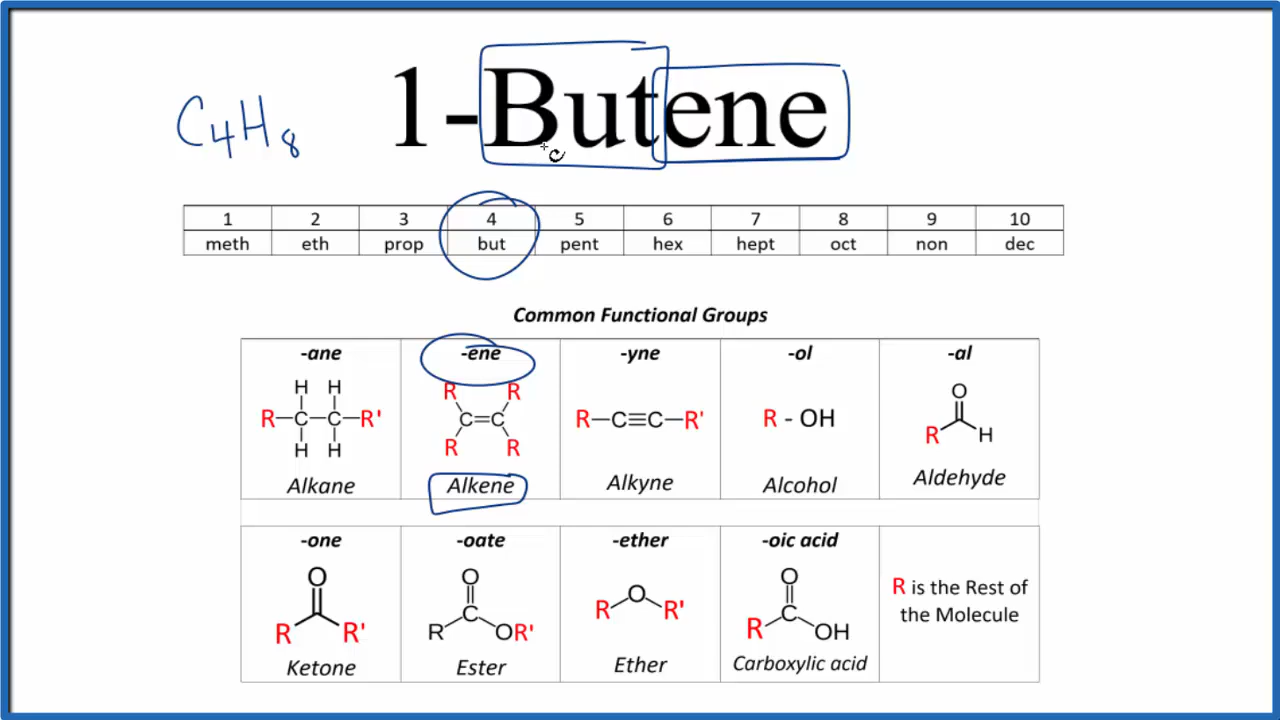 C4H8
1-Butene
1 2 3 4 5 6 7 8 9 10
meth eth prop but pent hex hept oct non dec
Common Functional Groups
-ane -ene -yne -ol -al
H H R R O
R-C-C-R' C=C R-C≡C-R' R - OH R H
H H R R
Alkane Alkene Alkyne Alcohol Aldehyde
-one -oate -ether -oic acid
O O O O R is the Rest of
R R' R C OR' R R' R C OH the Molecule
Ketone Ester Ether Carboxylic acid